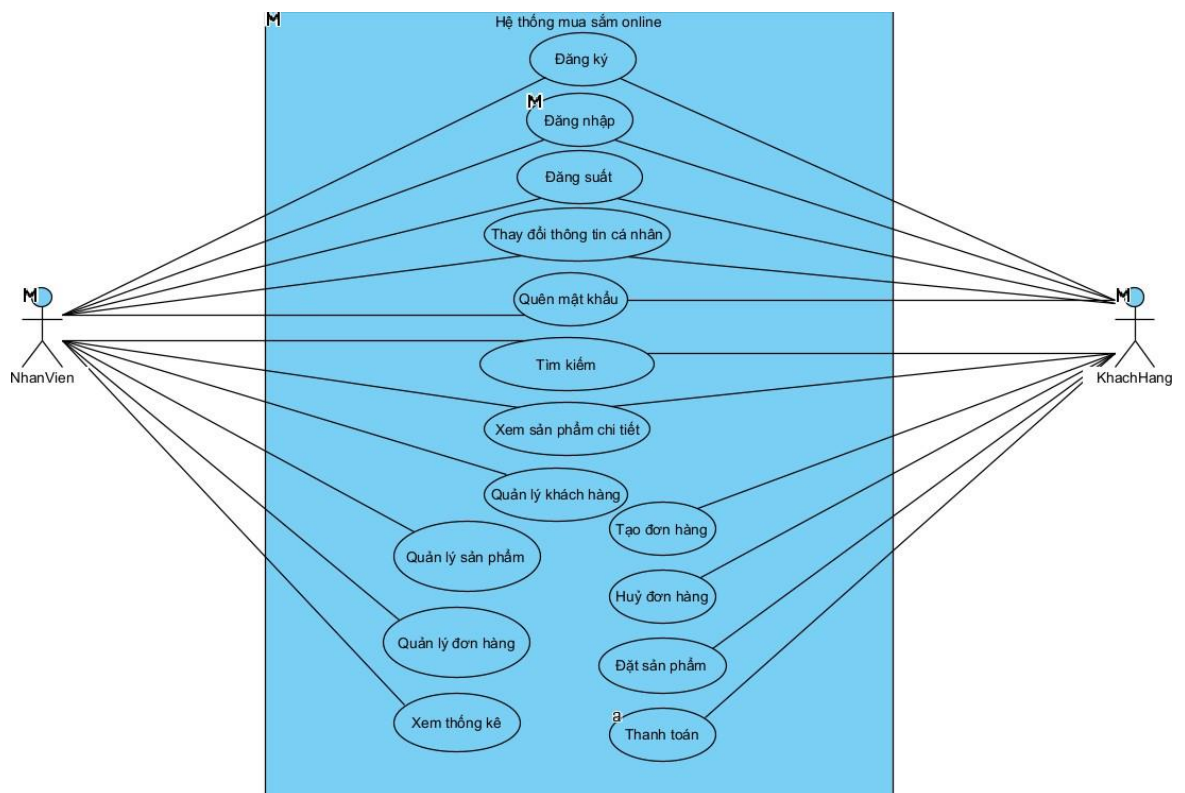 M
Hệ thống mua sắm online
Đăng ký
M
Đăng nhập
Đăng suất
Thay đổi thông tin cá nhân
Quên mật khẩu
M
NhanVien
M
KhachHang
Tìm kiếm
Xem sản phẩm chi tiết
Quản lý khách hàng
Tạo đơn hàng
Quản lý sản phẩm
Huỷ đơn hàng
Quản lý đơn hàng
Đặt sản phẩm
Xem thống kê
a
Thanh toán